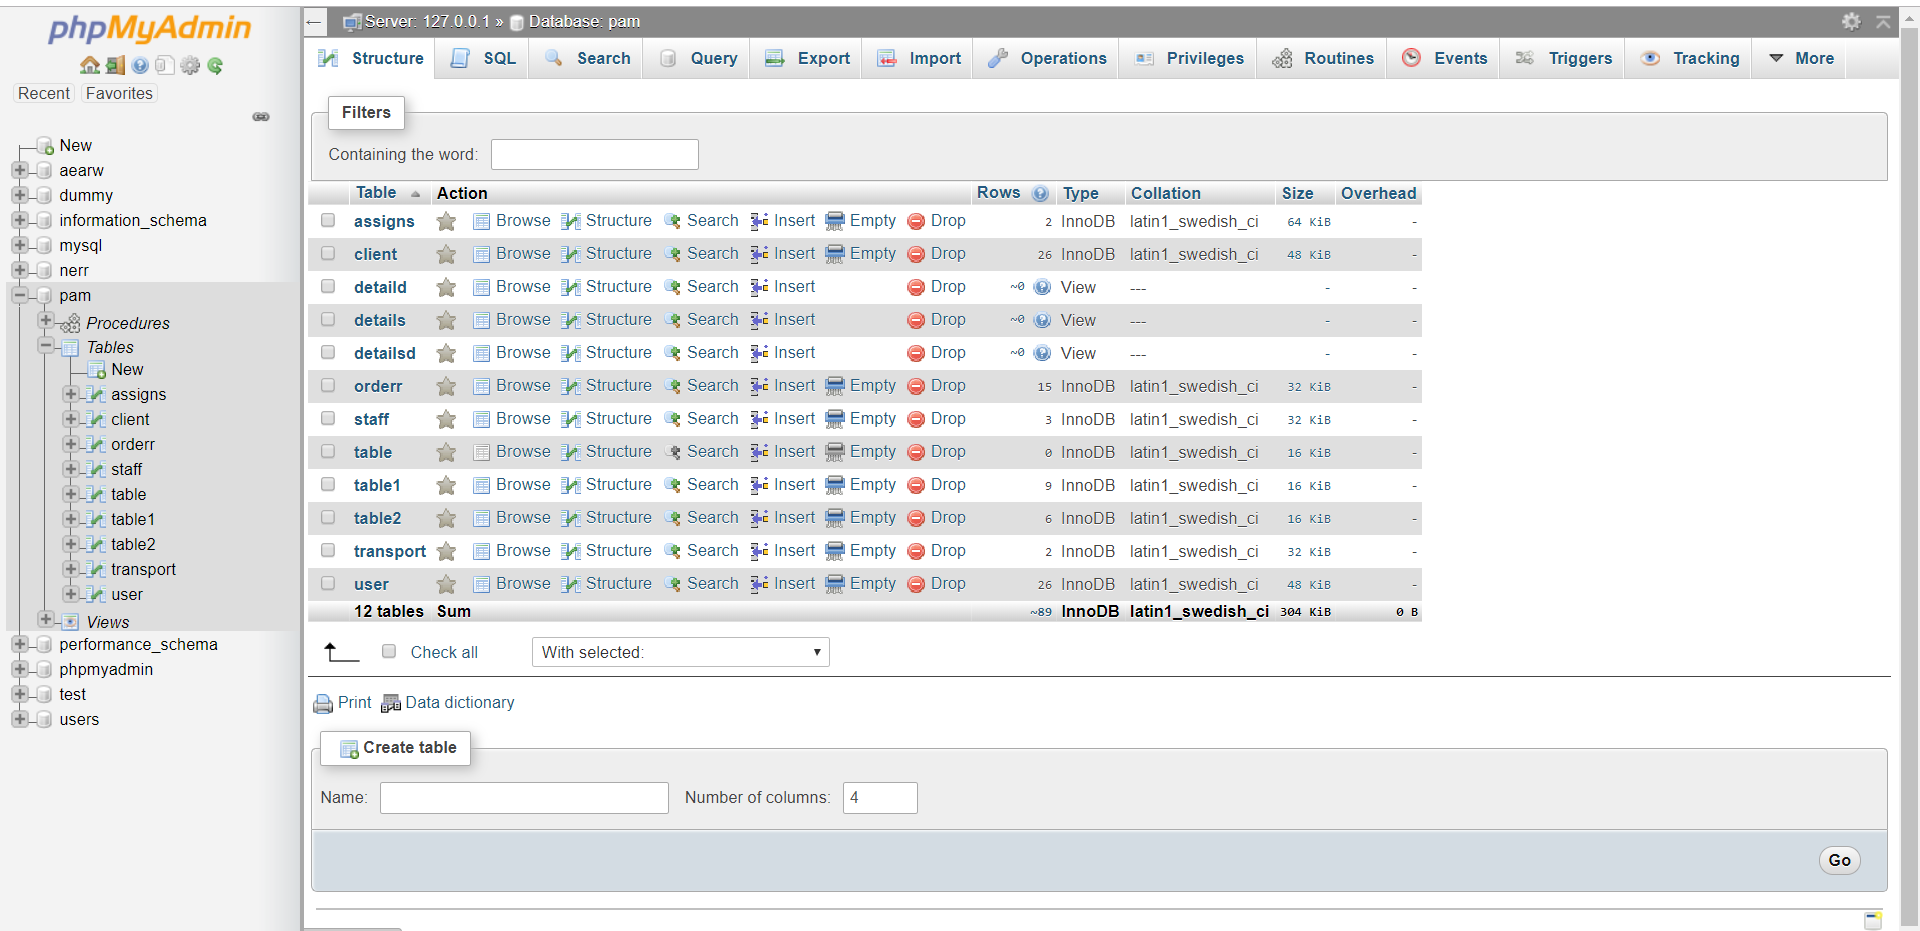 phpMyAdmin
Recent Favorites
New
aearw
dummy
information_schema
mysql
nerr
pam
Procedures
Tables
New
assigns
client
orderr
staff
table
table1
table2
transport
user
Views
performance_schema
phpmyadmin
test
users
Server: 127.0.0.1 » Database: pam
Structure SQL Search Query Export Import Operations Privileges Routines Events Triggers Tracking More
Filters
Containing the word:
Table Action Rows Type Collation Size Overhead
assigns Browse Structure Search Insert Empty Drop 2 InnoDB latin1_swedish_ci 64 KiB -
client Browse Structure Search Insert Empty Drop 26 InnoDB latin1_swedish_ci 48 KiB -
detaild Browse Structure Search Insert Drop ~0 View --- - -
details Browse Structure Search Insert Drop ~0 View --- - -
detailsd Browse Structure Search Insert Drop ~0 View --- - -
orderr Browse Structure Search Insert Empty Drop 15 InnoDB latin1_swedish_ci 32 KiB -
staff Browse Structure Search Insert Empty Drop 3 InnoDB latin1_swedish_ci 32 KiB -
table Browse Structure Search Insert Empty Drop 0 InnoDB latin1_swedish_ci 16 KiB -
table1 Browse Structure Search Insert Empty Drop 9 InnoDB latin1_swedish_ci 16 KiB -
table2 Browse Structure Search Insert Empty Drop 6 InnoDB latin1_swedish_ci 16 KiB -
transport Browse Structure Search Insert Empty Drop 2 InnoDB latin1_swedish_ci 32 KiB -
user Browse Structure Search Insert Empty Drop 26 InnoDB latin1_swedish_ci 48 KiB -
12 tables Sum ~89 InnoDB latin1_swedish_ci 304 KiB 0 B
Check all With selected:
Print Data dictionary
Create table
Name: Number of columns: 4
Go